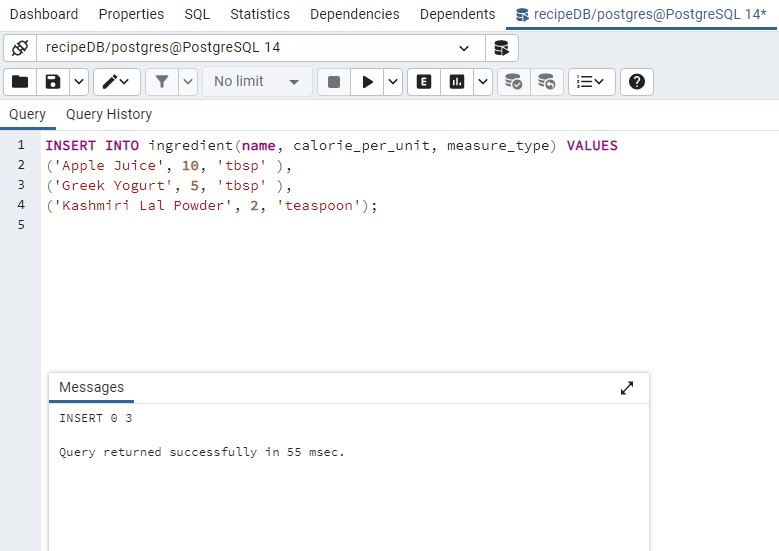 Dashboard Properties SQL Statistics Dependencies Dependents recipeDB/postgres@PostgreSQL 14*
recipeDB/postgres@PostgreSQL 14
No limit E
Query Query History
1 INSERT INTO ingredient(name, calorie_per_unit, measure_type) VALUES
2 ('Apple Juice', 10, 'tbsp' ),
3 ('Greek Yogurt', 5, 'tbsp' ),
4 ('Kashmiri Lal Powder', 2, 'teaspoon');
5
Messages
INSERT 0 3
Query returned successfully in 55 msec.